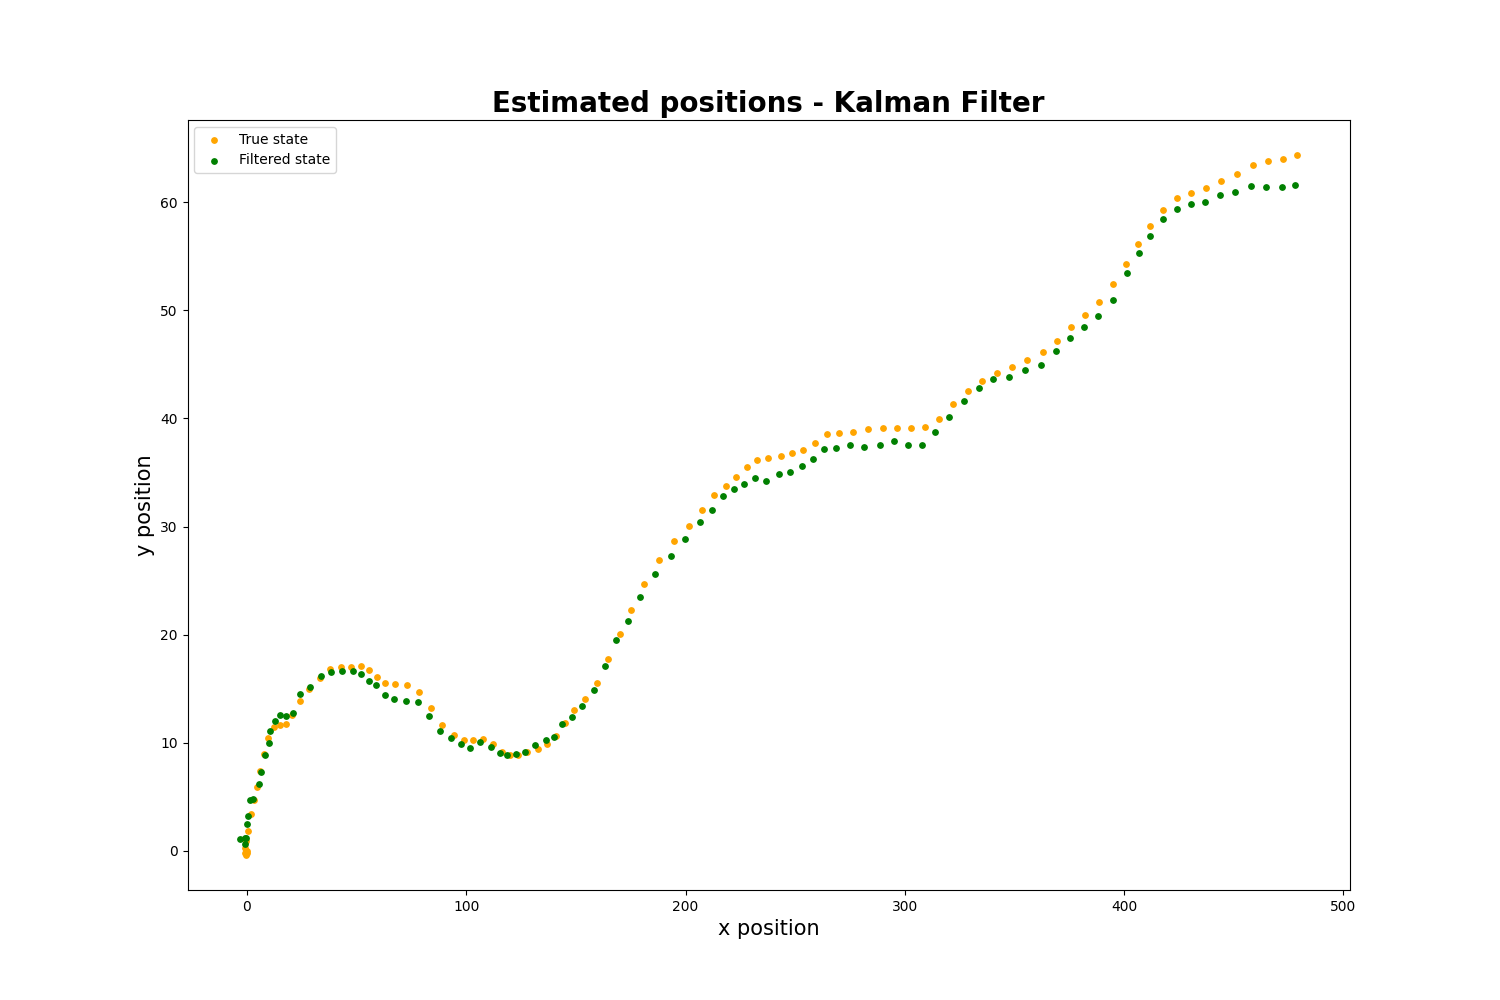 Estimated positions - Kalman Filter
True state
Filtered state
60
50
40
30
20
10
0
y position
0 100 200 300 400 500
x position